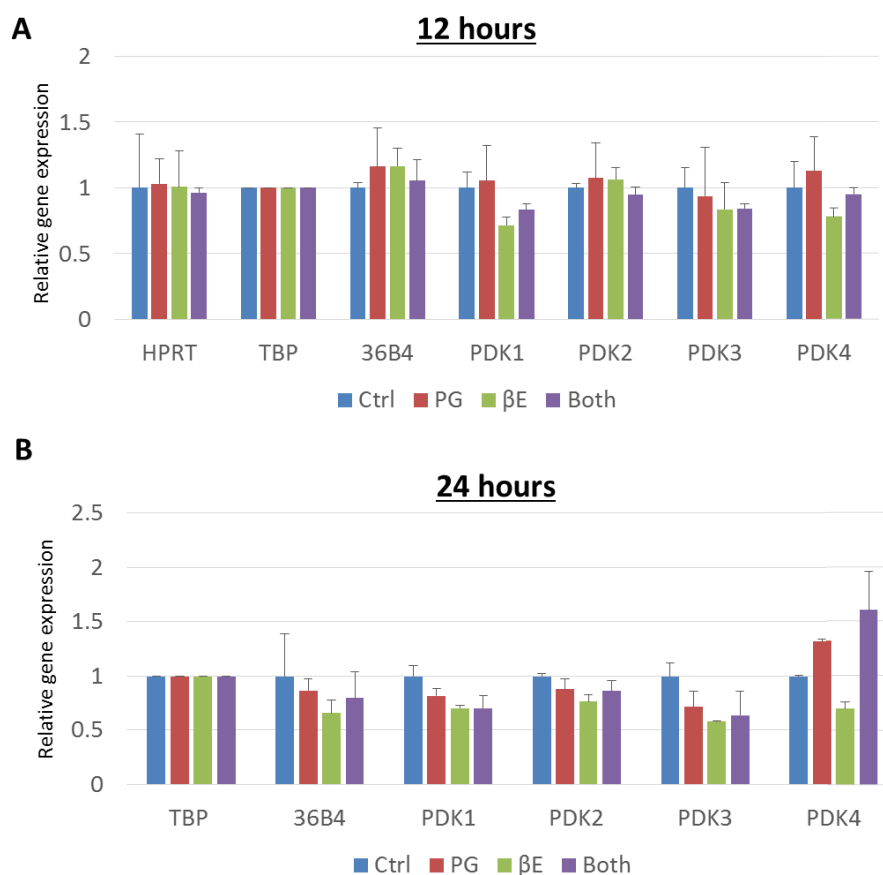 A
12 hours
Relative gene expression
2
1.5
1
0.5
0
HPRT TBP 36B4 PDK1 PDK2 PDK3 PDK4
Ctrl PG βE Both
B
24 hours
Relative gene expression
2.5
2
1.5
1
0.5
0
TBP 36B4 PDK1 PDK2 PDK3 PDK4
Ctrl PG βE Both